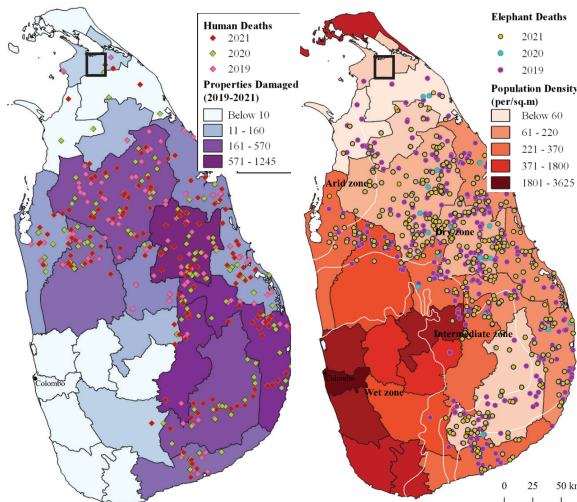 Human Deaths
2021
2020
2019
Properties Damaged
(2019-2021)
Below 10
11 - 160
161 - 570
571 - 1245
Colombo
Elephant Deaths
2021
2020
2019
Population Density
(per/sq.m)
Below 60
61 - 220
221 - 370
371 - 1800
1801 - 3625
Arid zone
Dry zone
Intermediate zone
Colombo
Wet zone
0 25 50 km